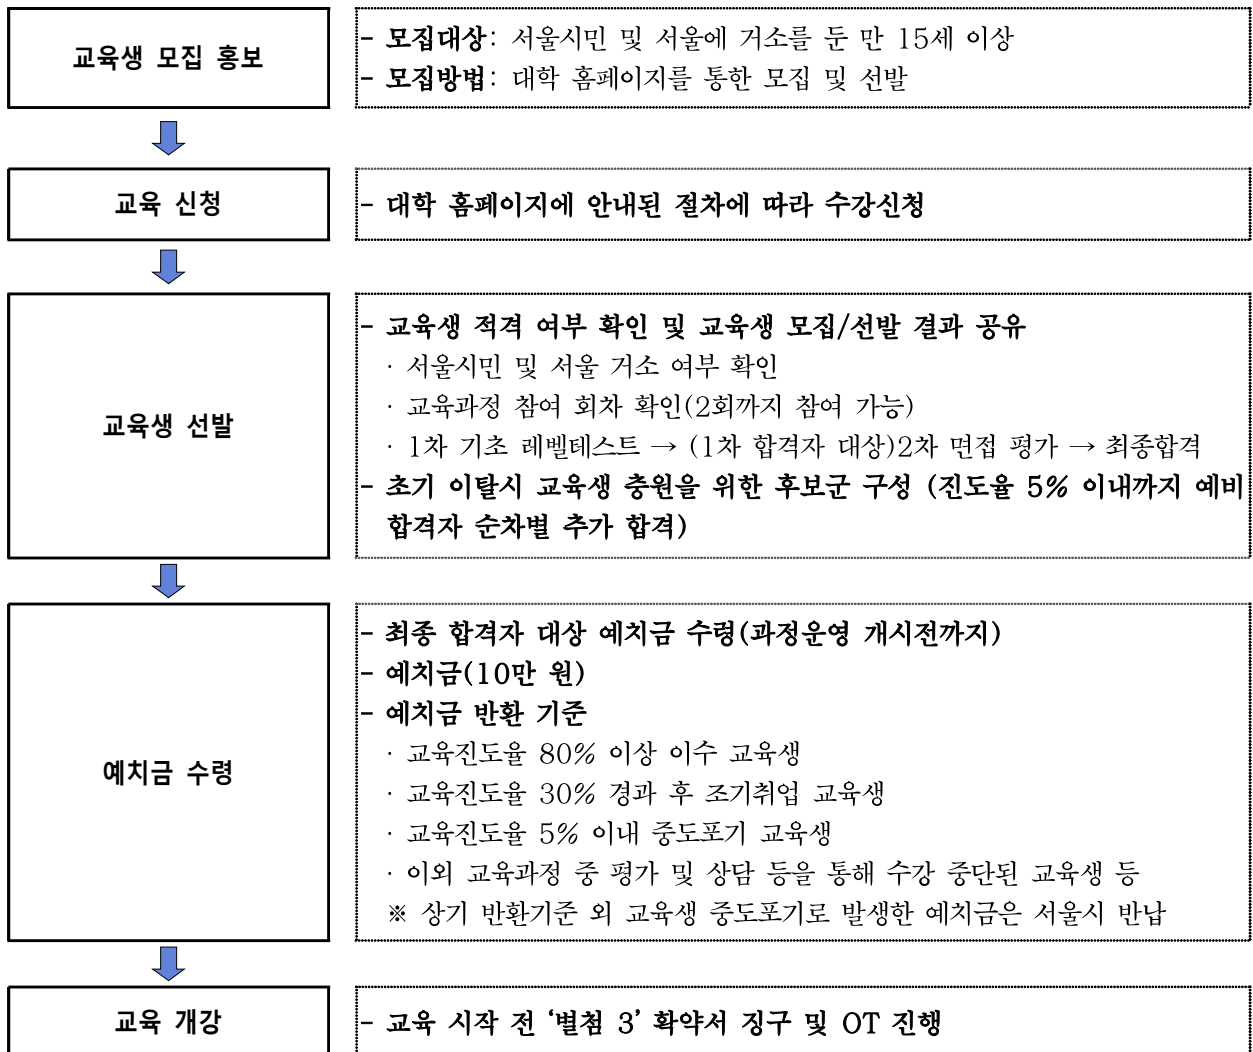 교육생 모집 홍보
- 모집대상: 서울시민 및 서울에 거소를 둔 만 15세 이상
- 모집방법: 대학 홈페이지를 통한 모집 및 선발
교육 신청
- 대학 홈페이지에 안내된 절차에 따라 수강신청
교육생 선발
- 교육생 적격 여부 확인 및 교육생 모집/선발 결과 공유
· 서울시민 및 서울 거소 여부 확인
· 교육과정 참여 회차 확인(2회까지 참여 가능)
· 1차 기초 레벨테스트 → (1차 합격자 대상)2차 면접 평가 → 최종합격
- 초기 이탈시 교육생 충원을 위한 후보군 구성 (진도율 5% 이내까지 예비
합격자 순차별 추가 합격)
예치금 수령
- 최종 합격자 대상 예치금 수령(과정운영 개시전까지)
- 예치금(10만 원)
- 예치금 반환 기준
· 교육진도율 80% 이상 이수 교육생
· 교육진도율 30% 경과 후 조기취업 교육생
· 교육진도율 5% 이내 중도포기 교육생
· 이외 교육과정 중 평가 및 상담 등을 통해 수강 중단된 교육생 등
※ 상기 반환기준 외 교육생 중도포기로 발생한 예치금은 서울시 반납
교육 개강
- 교육 시작 전 ‘별첨 3’ 확약서 징구 및 OT 진행